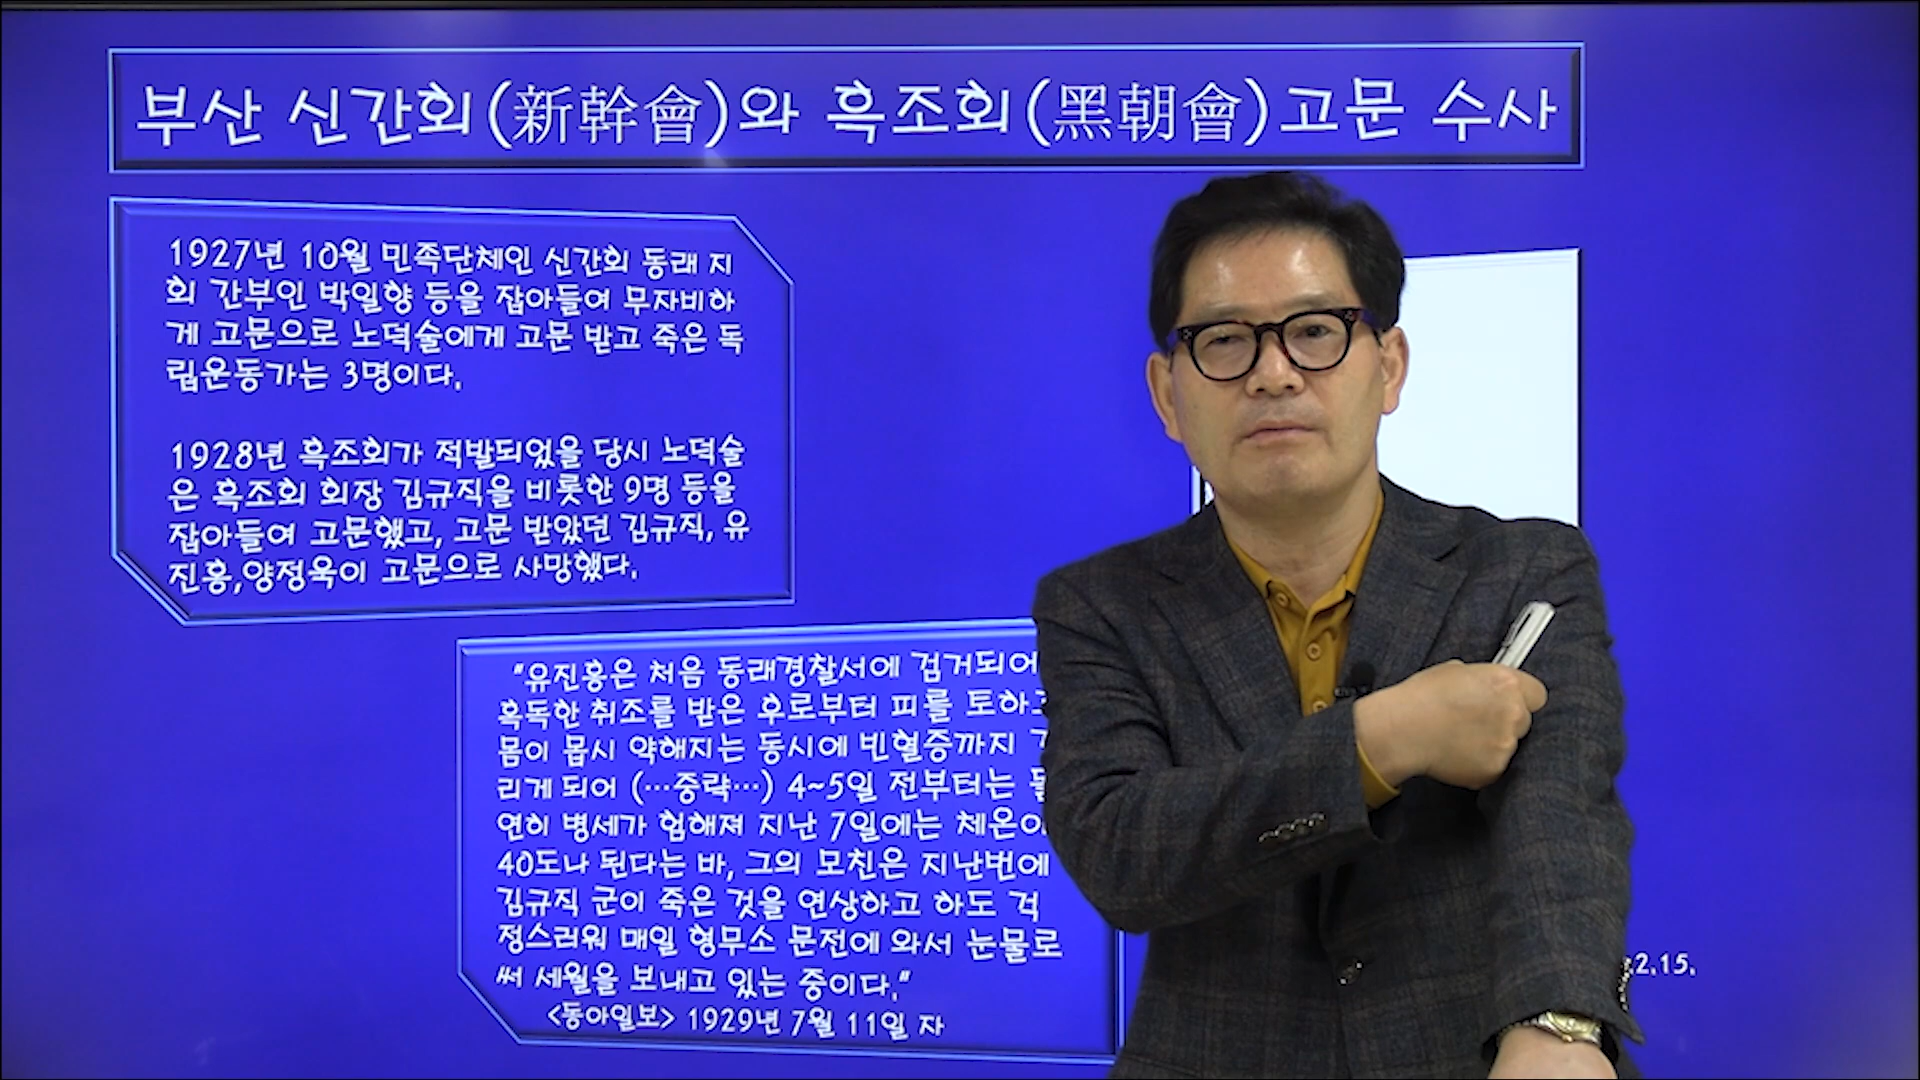 부산 신간회(新幹會)와 흑조회(黑朝會)고문 수사
1927년 10월 민족단체인 신간회 동래 지
회 간부인 박일향 등을 잡아들여 무자비하
게 고문으로 노덕술에게 고문 받고 죽은 독
립운동가는 3명이다.
1928년 흑조회가 적발되었을 당시 노덕술
은 흑조회 회장 김규직을 비롯한 9명 등을
잡아들여 고문했고, 고문 받았던 김규직, 유
진흥,양정욱이 고문으로 사망했다.
"유진흥은 처음 동래경찰서에 검거되어
혹독한 취조를 받은 후로부터 피를 토하
몸이 몹시 약해지는 동시에 빈혈증까지
리게 되어 (…중략…) 4~5일 전부터는
연히 병세가 험해져 지난 7일에는 체온이
40도나 된다는 바, 그의 모친은 지난번에
김규직 군이 죽은 것을 연상하고 하도 걱
정스러워 매일 형무소 문전에 와서 눈물로
써 세월을 보내고 있는 중이다."
<동아일보> 1929년 7월 11일 자
2.15.